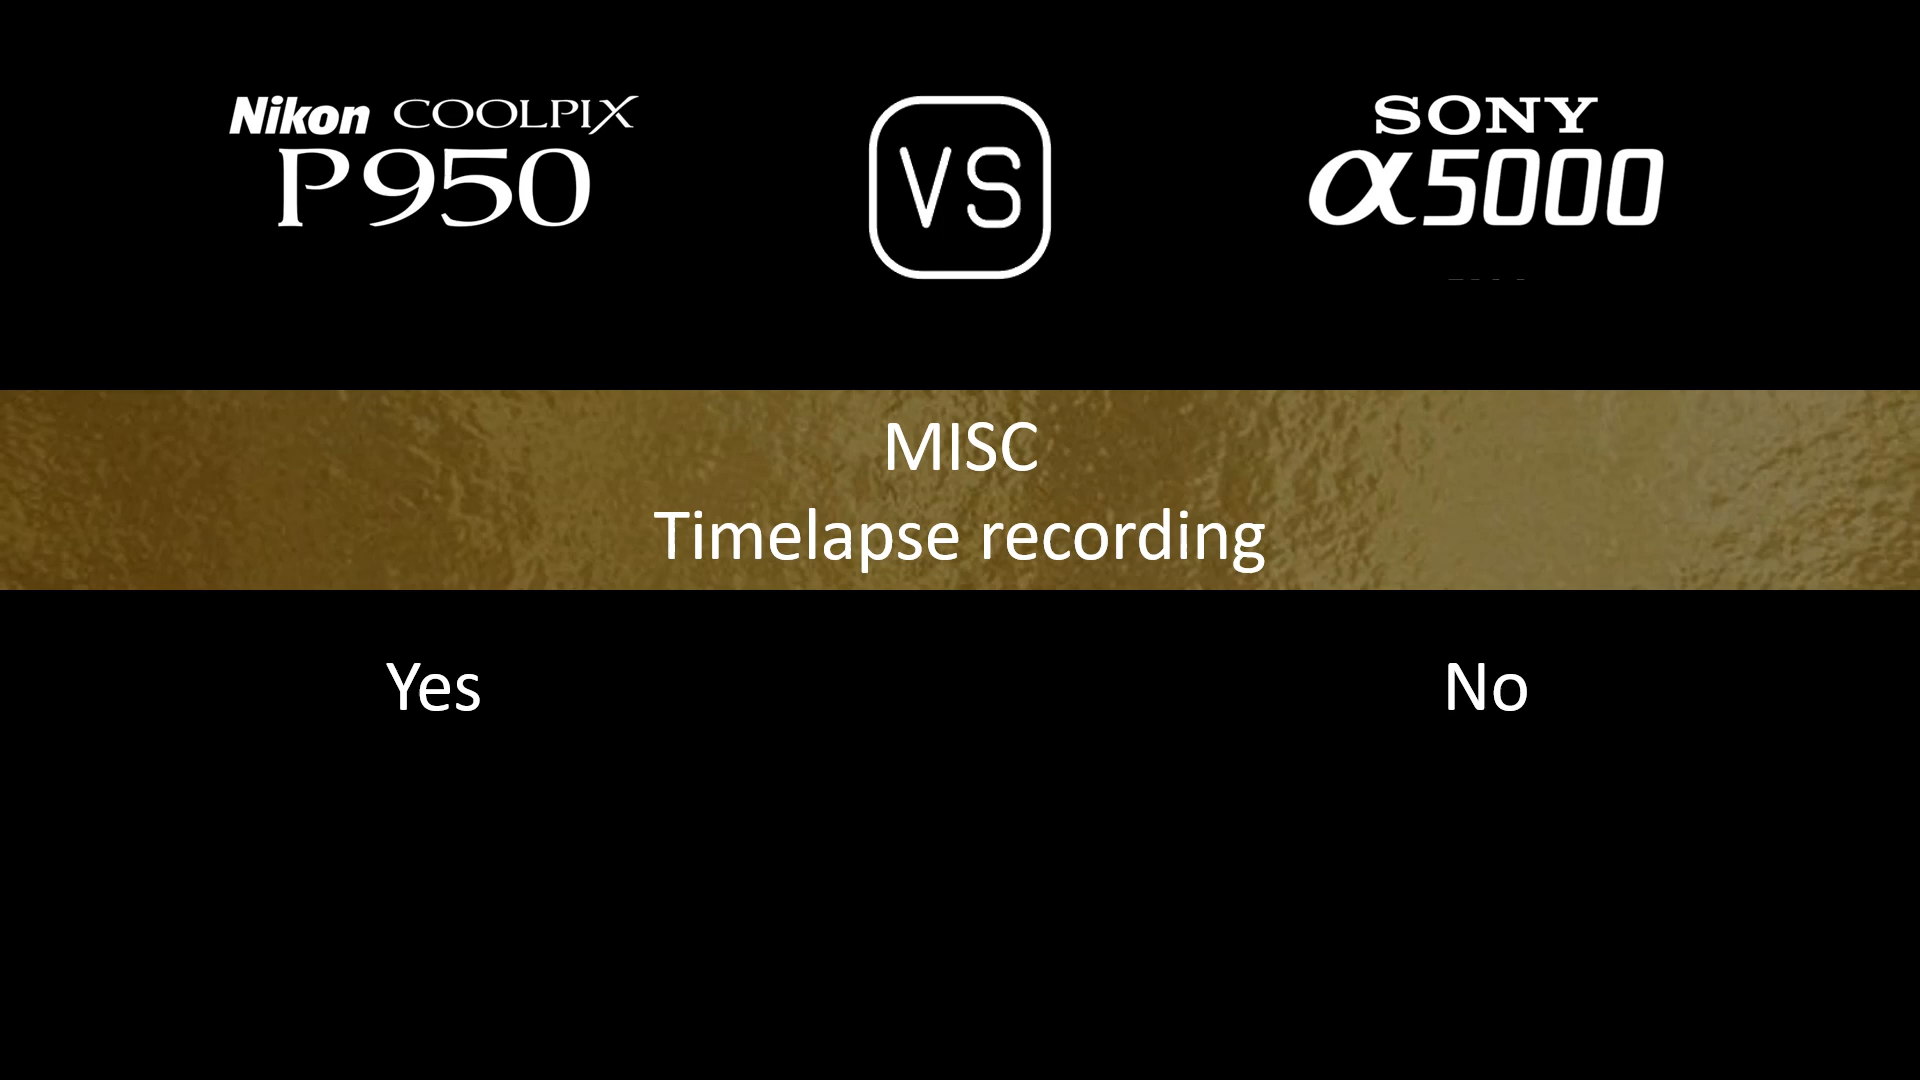 Nikon COOLPIX
P950
VS
SONY
α5000
MISC
Timelapse recording
Yes
No